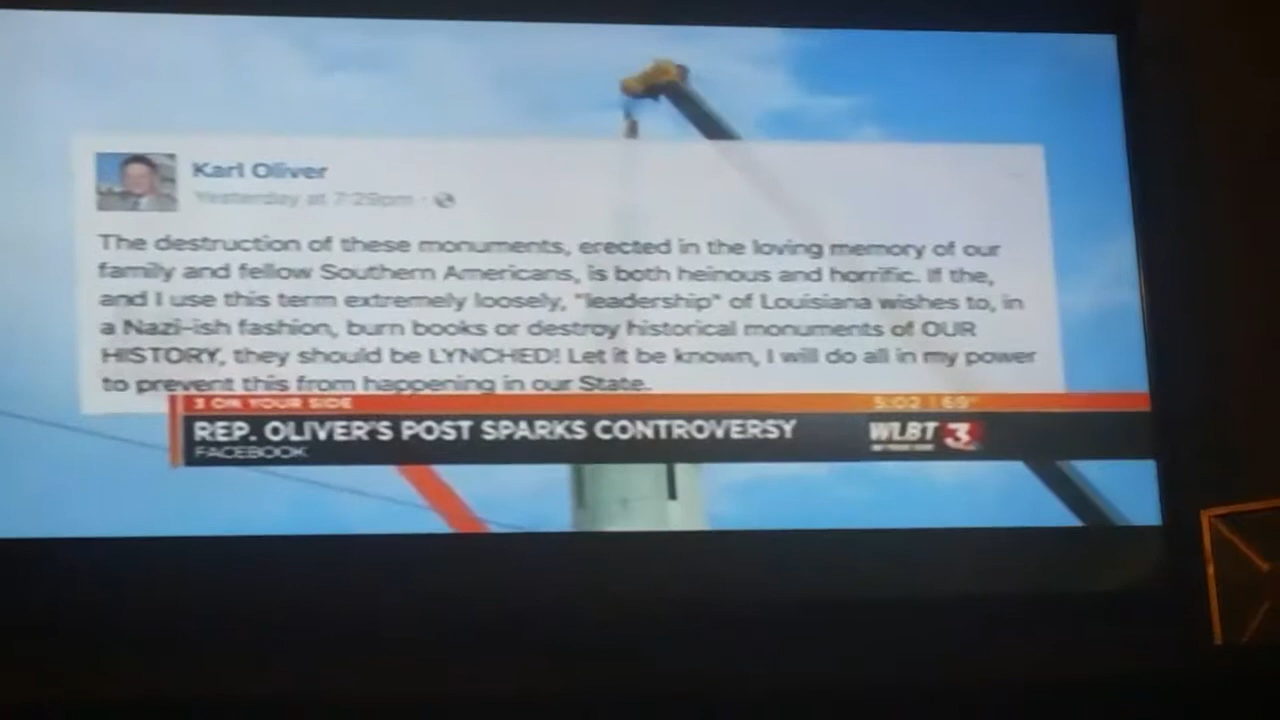 Karl Oliver
Yesterday at 7:29pm ·
The destruction of these monuments, erected in the loving memory of our
family and fellow Southern Americans, is both heinous and horrific. If the,
and I use this term extremely loosely, "leadership" of Louisiana wishes to, in
a Nazi-ish fashion, burn books or destroy historical monuments of OUR
HISTORY, they should be LYNCHED! Let it be known, I will do all in my power
to prevent this from happening in our State.
3 ON YOUR SIDE 5:02 | 69°
REP. OLIVER'S POST SPARKS CONTROVERSY
FACEBOOK
WLBT 3